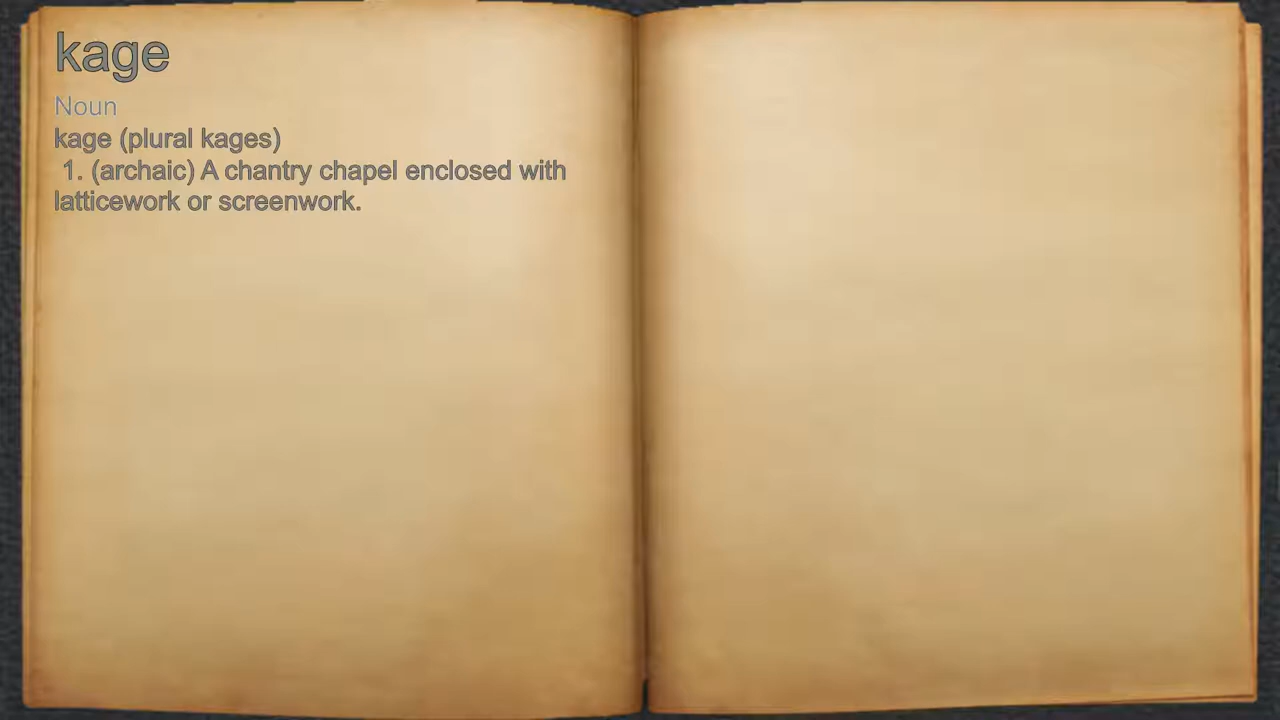 kage
Noun
kage (plural kages)
1. (archaic) A chantry chapel enclosed with
latticework or screenwork.